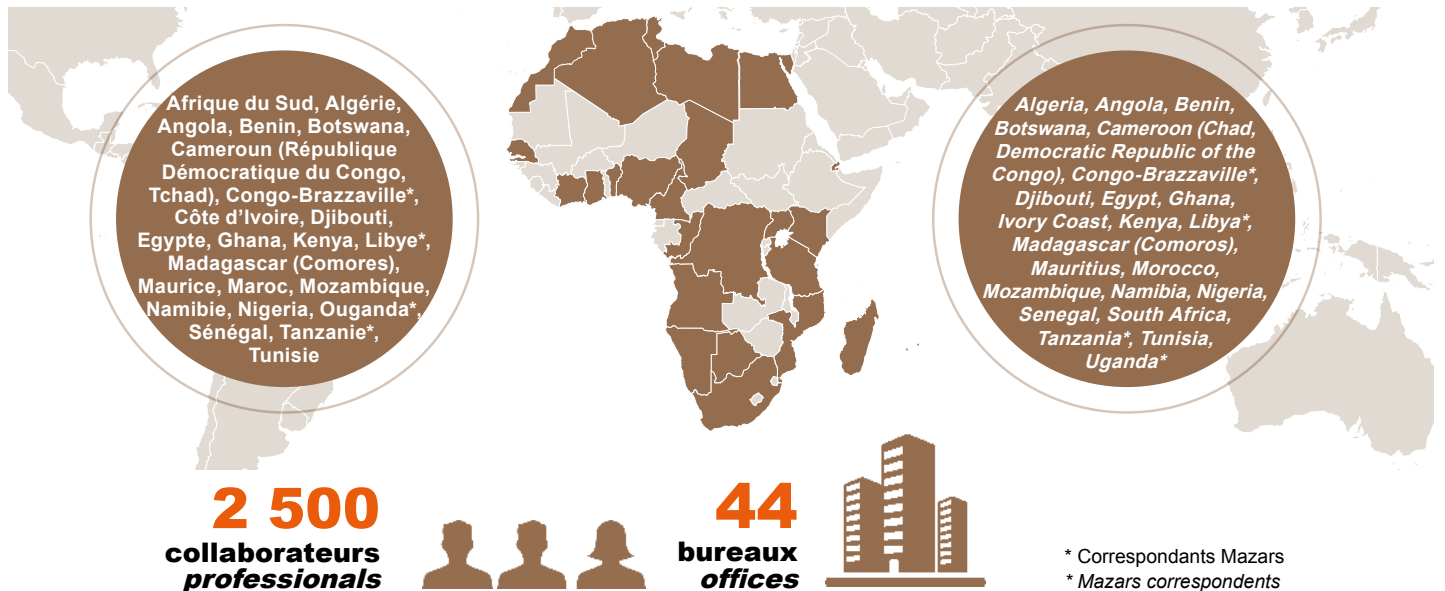 Afrique du Sud, Algérie,
Angola, Benin, Botswana,
Cameroun (République
Démocratique du Congo,
Tchad), Congo-Brazzaville*,
Côte d'Ivoire, Djibouti,
Egypte, Ghana, Kenya, Libye*,
Madagascar (Comores),
Maurice, Maroc, Mozambique,
Namibie, Nigeria, Ouganda*,
Sénégal, Tanzanie*,
Tunisie
Algeria, Angola, Benin,
Botswana, Cameroon (Chad,
Democratic Republic of the
Congo), Congo-Brazzaville*,
Djibouti, Egypt, Ghana,
Ivory Coast, Kenya, Libya*,
Madagascar (Comoros),
Mauritius, Morocco,
Mozambique, Namibia, Nigeria,
Senegal, South Africa,
Tanzania*, Tunisia,
Uganda*
2 500
collaborateurs
professionals
44
bureaux
offices
* Correspondants Mazars
* Mazars correspondents